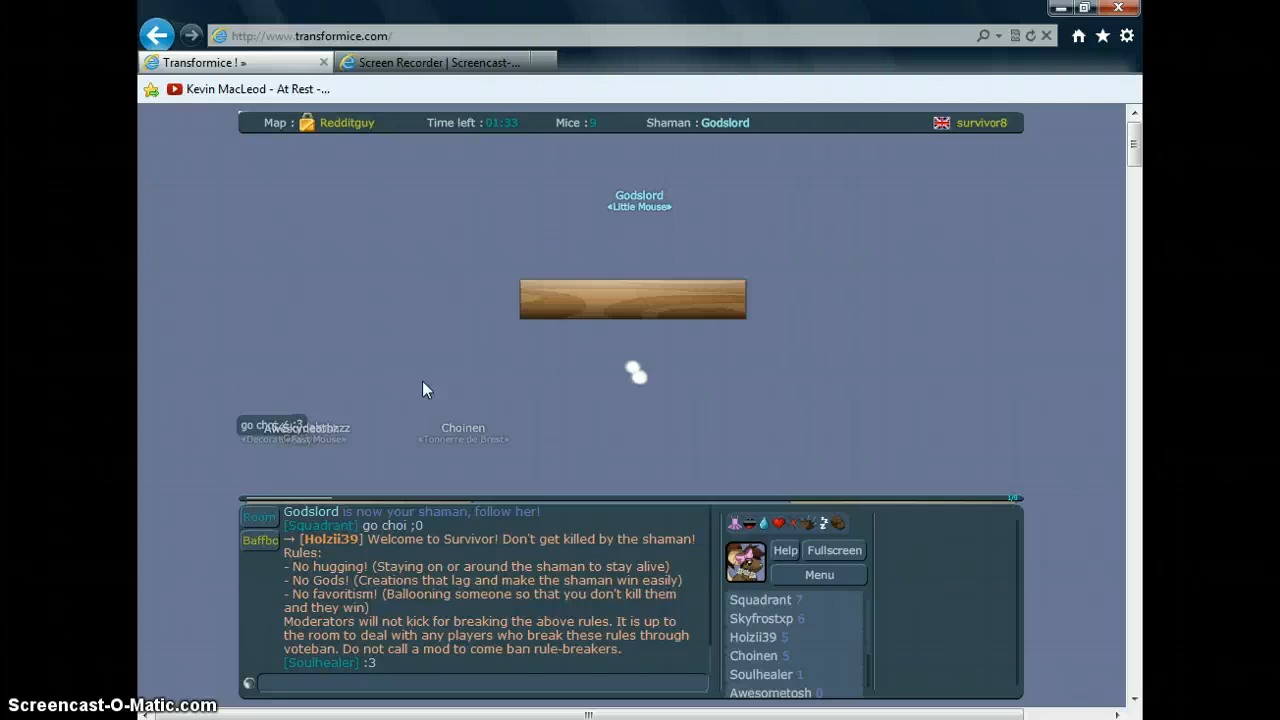 http://www.transformice.com/
Transformice ! »
Screen Recorder | Screencast-...
Kevin MacLeod - At Rest -...
Map : Redditguy Time left : 01:33 Mice : 9 Shaman : Godslord survivor8
Godslord
«Little Mouse»
go choi
Choinen
«Tonnerre de Brest»
1/9
Room
Baffbo
Godslord is now your shaman, follow her!
[Squadrant] go choi ;0
→ [Holzii39] Welcome to Survivor! Don't get killed by the shaman!
Rules:
- No hugging! (Staying on or around the shaman to stay alive)
- No Gods! (Creations that lag and make the shaman win easily)
- No favoritism! (Ballooning someone so that you don't kill them
and they win)
Moderators will not kick for breaking the above rules. It is up to
the room to deal with any players who break these rules through
voteban. Do not call a mod to come ban rule-breakers.
[Soulhealer] :3
Help Fullscreen
Menu
Squadrant 7
Skyfrostxp 6
Holzii39 5
Choinen 5
Soulhealer 1
Awesometosh 0
Screencast-O-Matic.com